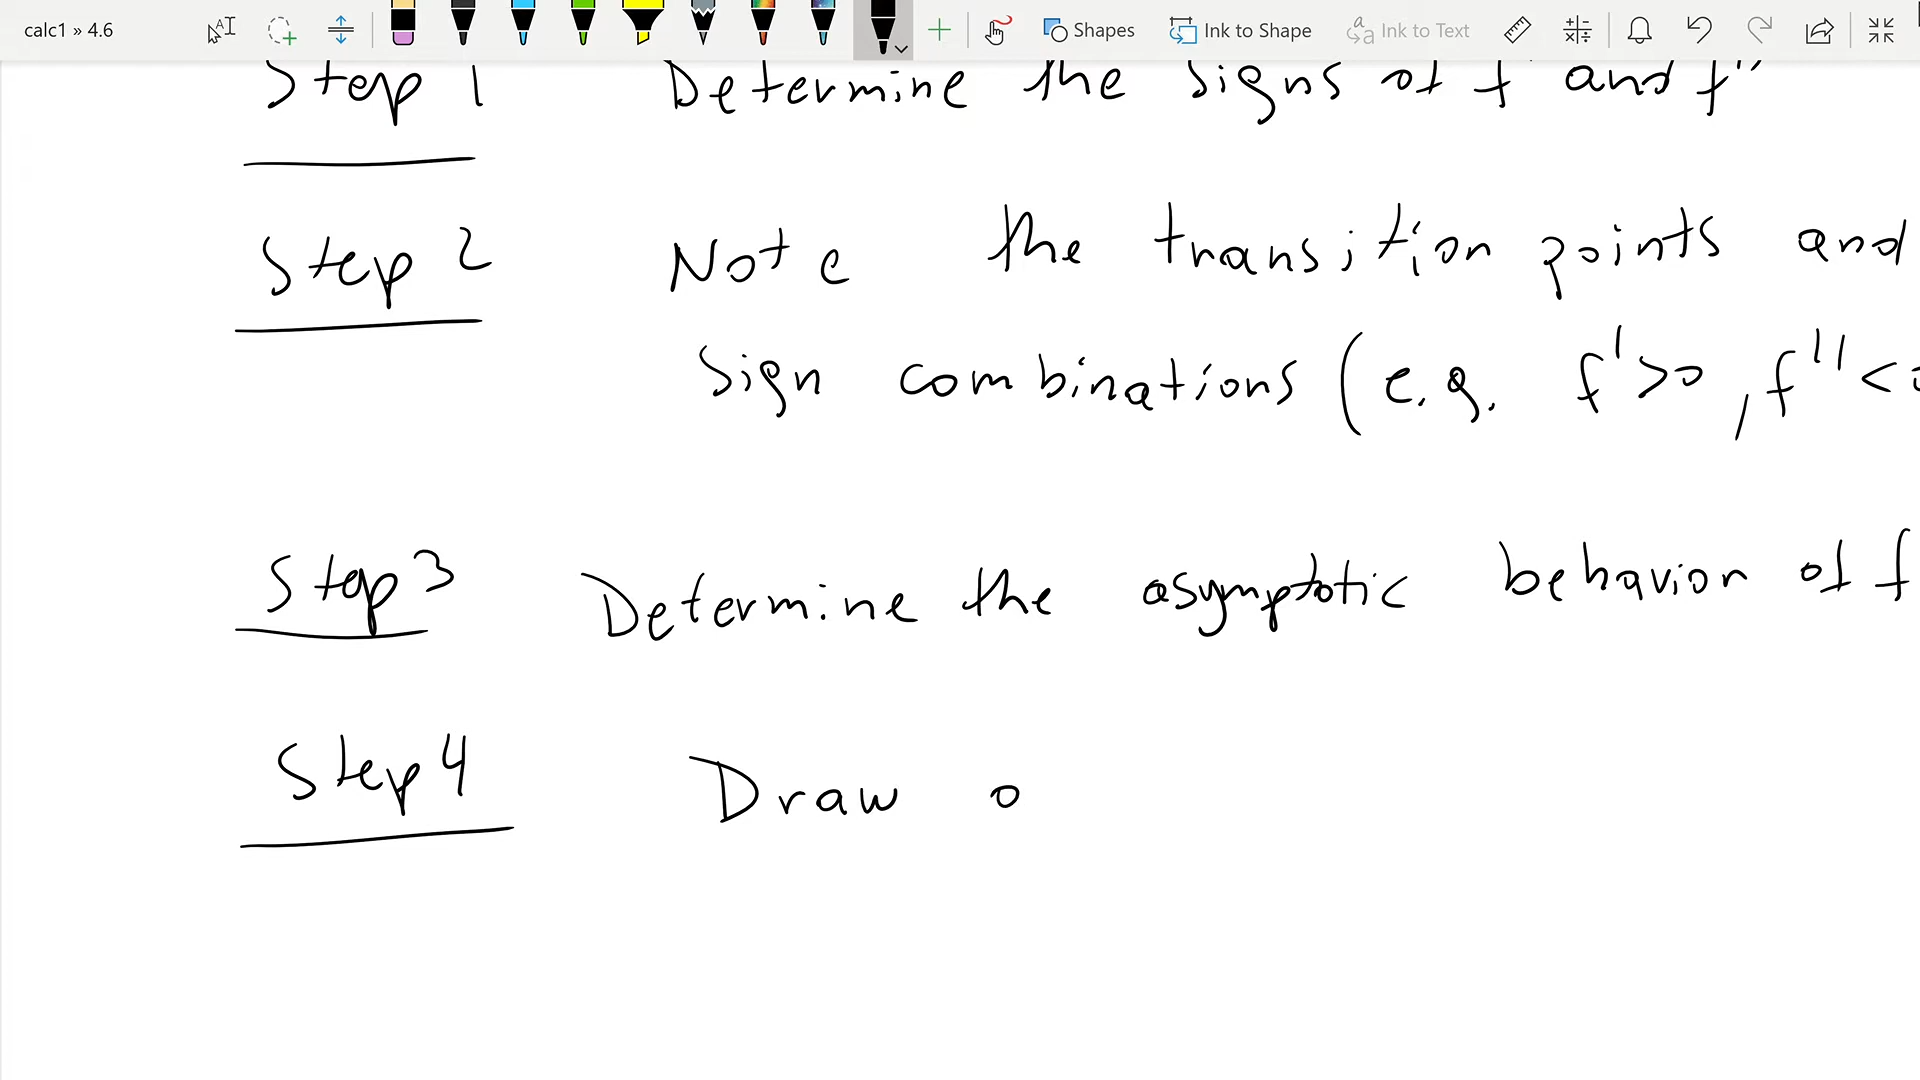 calc1 » 4.6 Shapes Ink to Shape Ink to Text
Step 1 Determine the signs of f' and f''
Step 2 Note the transition points and
sign combinations (e.g. f'>0, f''<0
Step 3 Determine the asymptotic behavior of f
Step 4 Draw